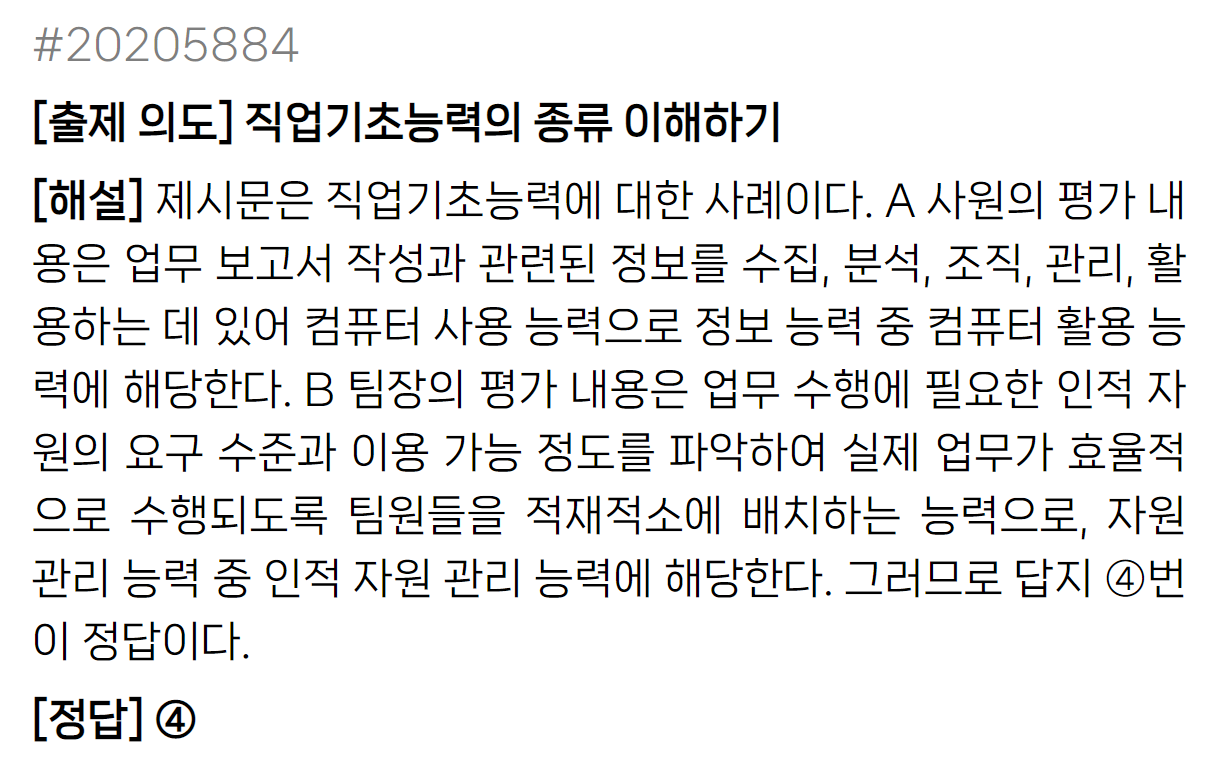 #20205884
[출제 의도] 직업기초능력의 종류 이해하기
[해설] 제시문은 직업기초능력에 대한 사례이다. A 사원의 평가 내
용은 업무 보고서 작성과 관련된 정보를 수집, 분석, 조직, 관리, 활
용하는 데 있어 컴퓨터 사용 능력으로 정보 능력 중 컴퓨터 활용 능
력에 해당한다. B 팀장의 평가 내용은 업무 수행에 필요한 인적 자
원의 요구 수준과 이용 가능 정도를 파악하여 실제 업무가 효율적
으로 수행되도록 팀원들을 적재적소에 배치하는 능력으로, 자원
관리 능력 중 인적 자원 관리 능력에 해당한다. 그러므로 답지 ④번
이 정답이다.
[정답] ④